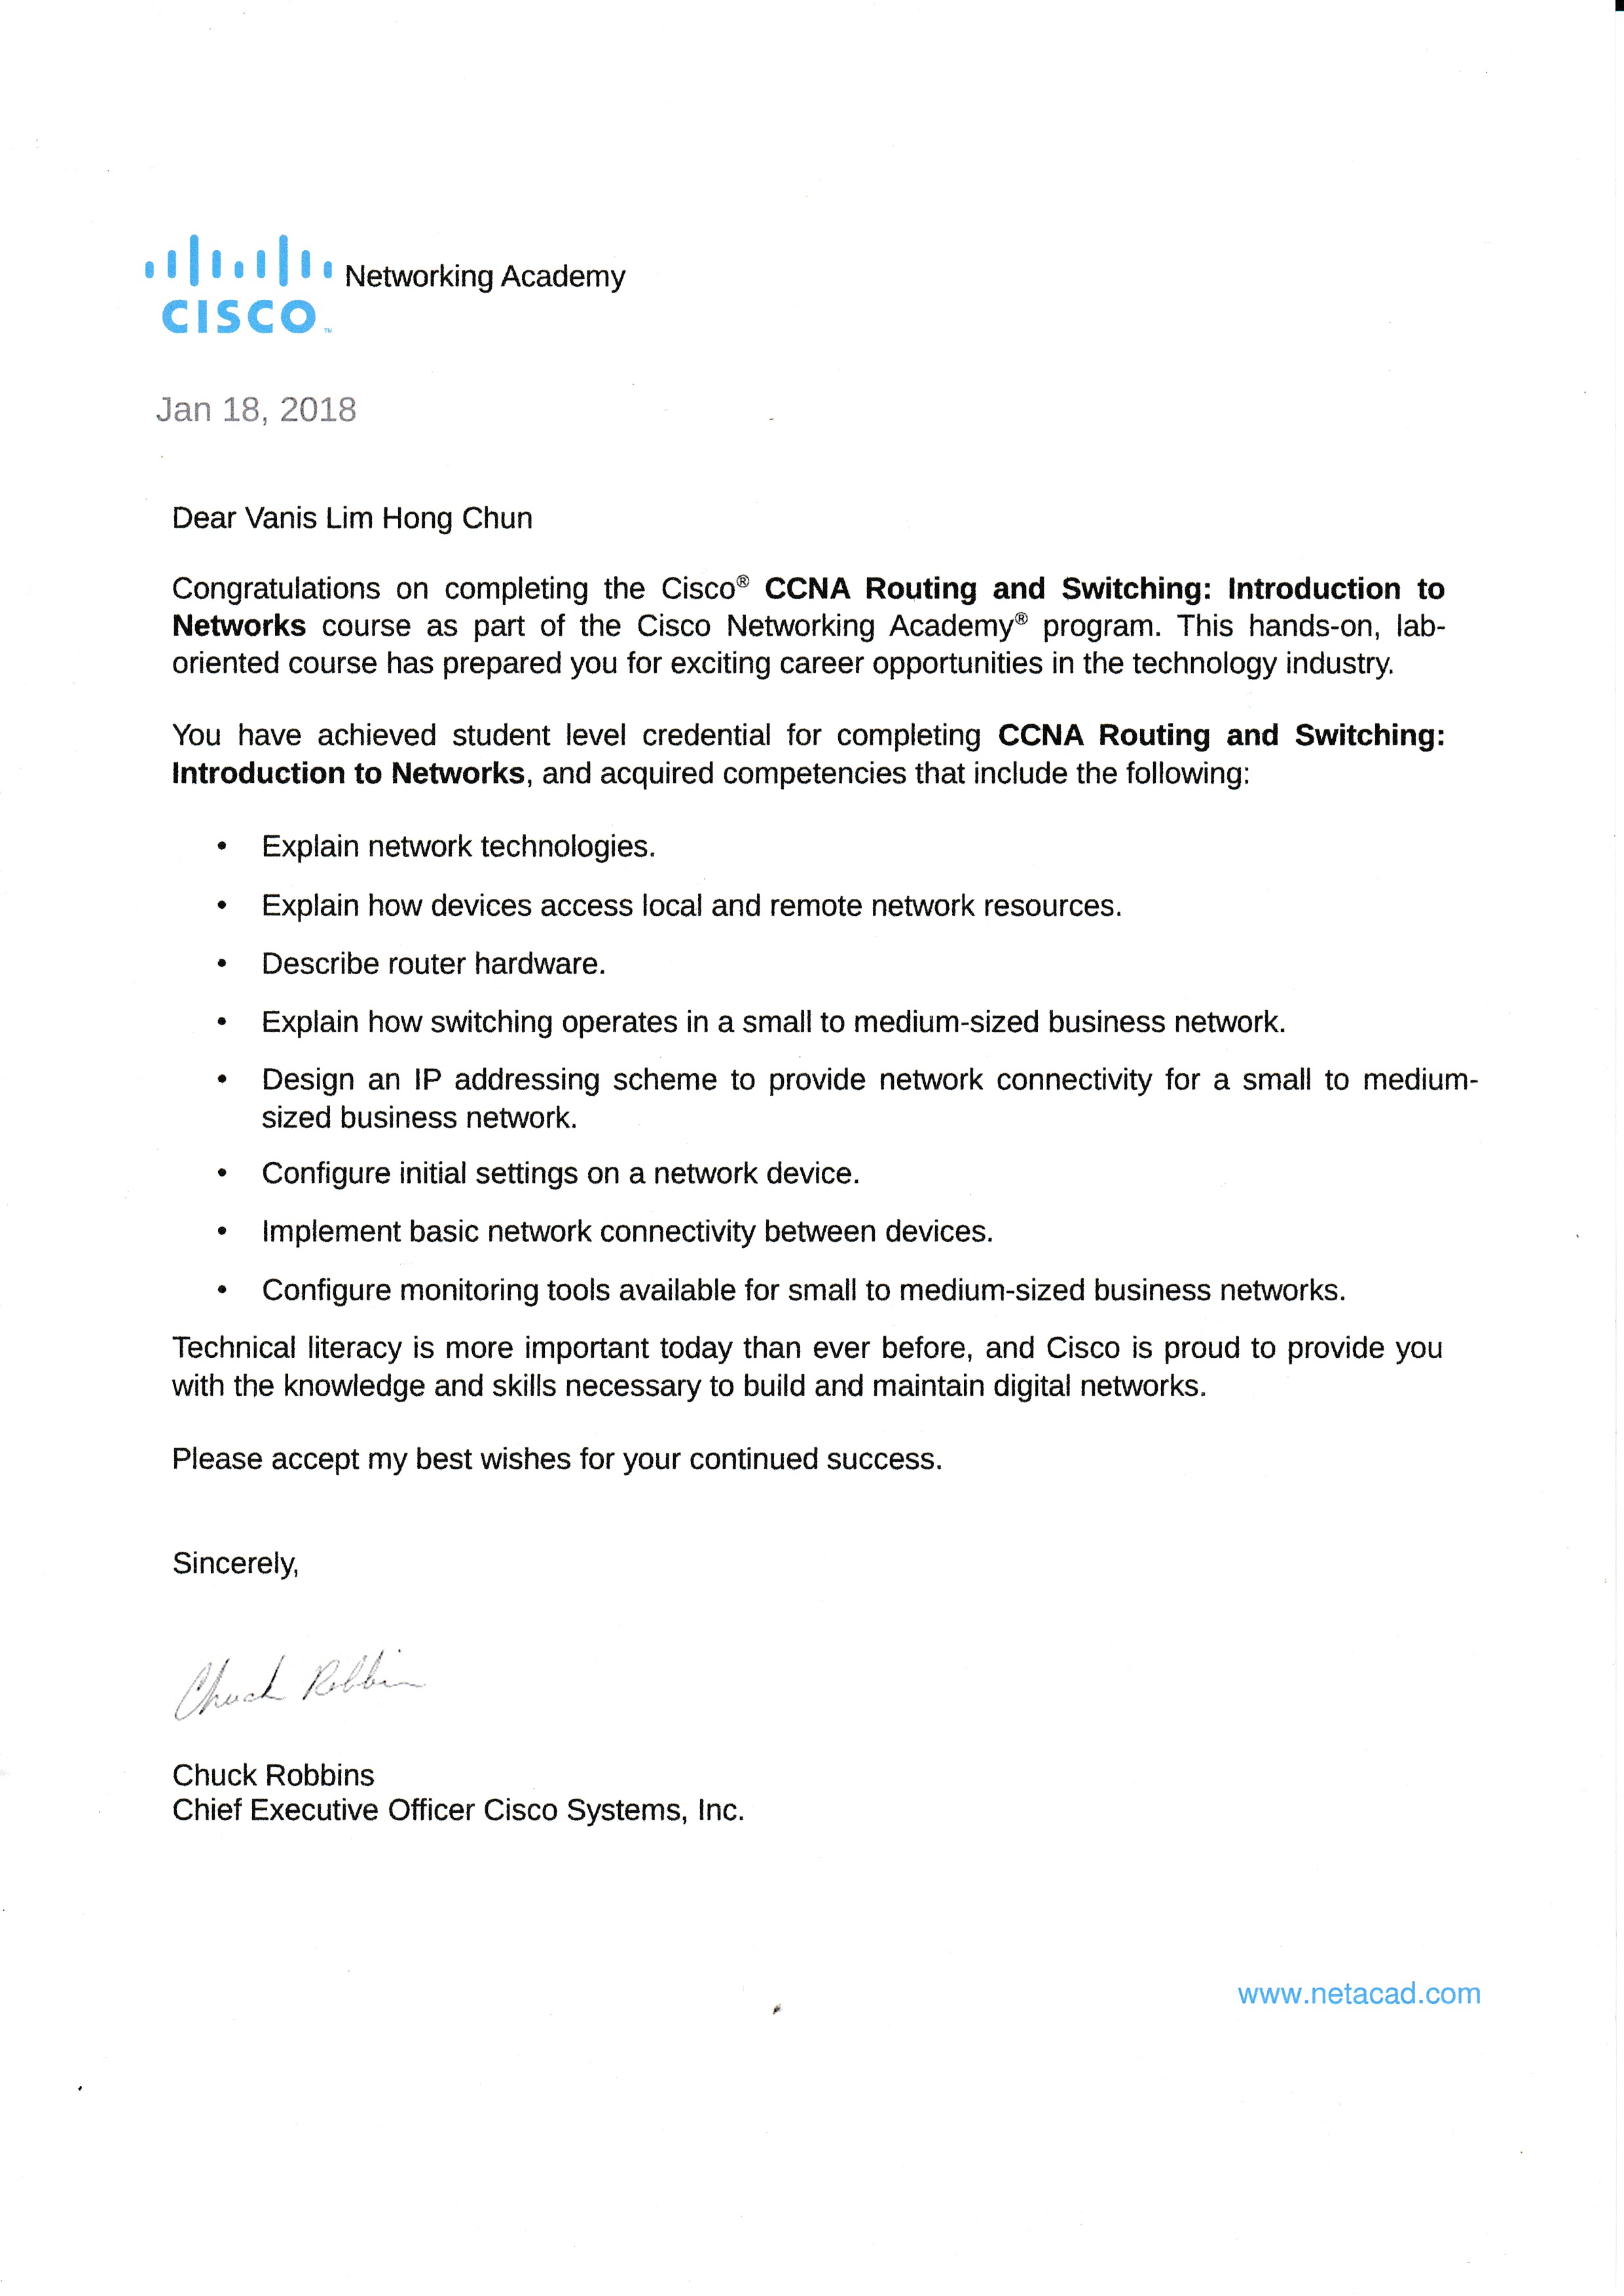 Networking Academy
CISCO™
Jan 18, 2018
Dear Vanis Lim Hong Chun
Congratulations on completing the Cisco® CCNA Routing and Switching: Introduction to
Networks course as part of the Cisco Networking Academy® program. This hands-on, lab-
oriented course has prepared you for exciting career opportunities in the technology industry.
You have achieved student level credential for completing CCNA Routing and Switching:
Introduction to Networks, and acquired competencies that include the following:
• Explain network technologies.
• Explain how devices access local and remote network resources.
• Describe router hardware.
• Explain how switching operates in a small to medium-sized business network.
• Design an IP addressing scheme to provide network connectivity for a small to medium-
sized business network.
• Configure initial settings on a network device.
• Implement basic network connectivity between devices.
• Configure monitoring tools available for small to medium-sized business networks.
Technical literacy is more important today than ever before, and Cisco is proud to provide you
with the knowledge and skills necessary to build and maintain digital networks.
Please accept my best wishes for your continued success.
Sincerely,
Chuck Robbins
Chuck Robbins
Chief Executive Officer Cisco Systems, Inc.
www.netacad.com